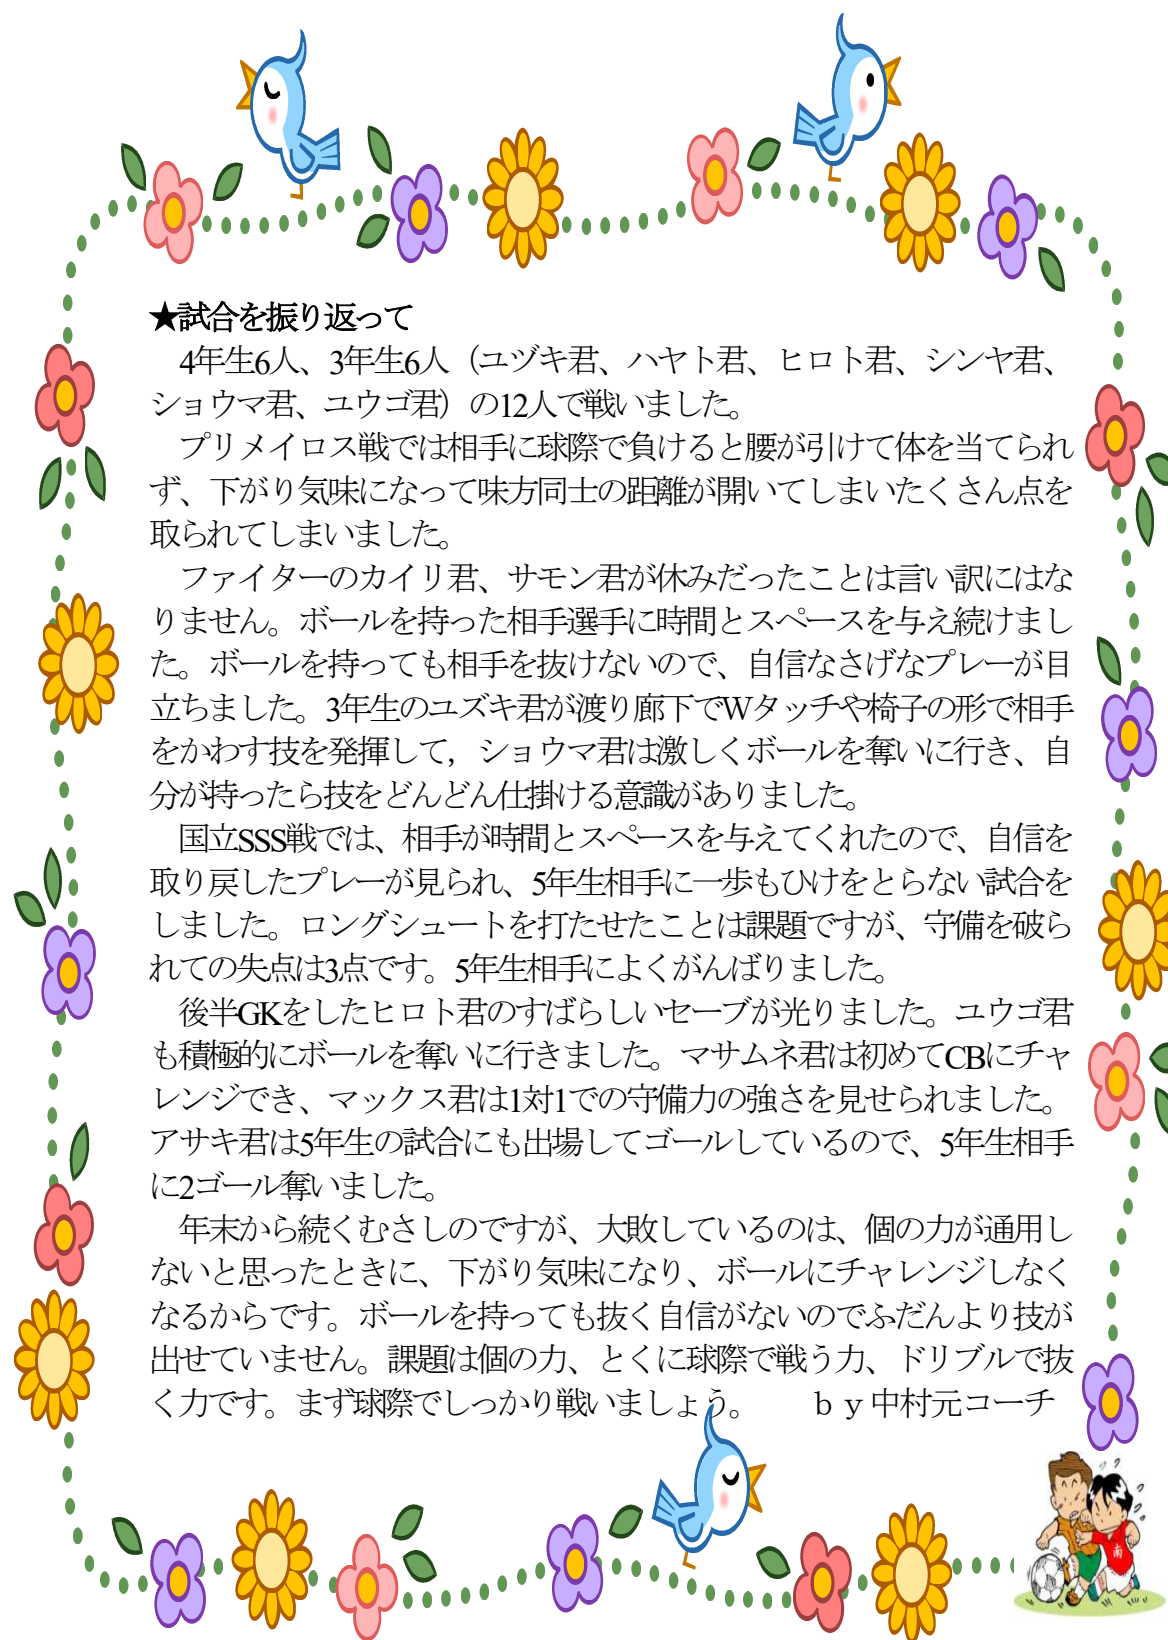 ★試合を振り返って
　4年生6人、3年生6人（ユヅキ君、ハヤト君、ヒロト君、シンヤ君、
ショウマ君、ユウゴ君）の12人で戦いました。
　プリメイロス戦では相手に球際で負けると腰が引けて体を当てられ
ず、下がり気味になって味方同士の距離が開いてしまいたくさん点を
取られてしまいました。
　ファイターのカイリ君、サモン君が休みだったことは言い訳にはな
りません。ボールを持った相手選手に時間とスペースを与え続けまし
た。ボールを持っても相手を抜けないので、自信なさげなプレーが目
立ちました。3年生のユズキ君が渡り廊下でWタッチや椅子の形で相手
をかわす技を発揮して，ショウマ君は激しくボールを奪いに行き、自
分が持ったら技をどんどん仕掛ける意識がありました。
　国立SSS戦では、相手が時間とスペースを与えてくれたので、自信を
取り戻したプレーが見られ、5年生相手に一歩もひけをとらない試合を
しました。ロングシュートを打たせたことは課題ですが、守備を破ら
れての失点は3点です。5年生相手によくがんばりました。
　後半GKをしたヒロト君のすばらしいセーブが光りました。ユウゴ君
も積極的にボールを奪いに行きました。マサムネ君は初めてCBにチャ
レンジでき、マックス君は1対1での守備力の強さを見せられました。
アサキ君は5年生の試合にも出場してゴールしているので、5年生相手
に2ゴール奪いました。
　年末から続くむさしのですが、大敗しているのは、個の力が通用し
ないと思ったときに、下がり気味になり、ボールにチャレンジしなく
なるからです。ボールを持っても抜く自信がないのでふだんより技が
出せていません。課題は個の力、とくに球際で戦う力、ドリブルで抜
く力です。まず球際でしっかり戦いましょう。　　ｂｙ中村元コーチ
南